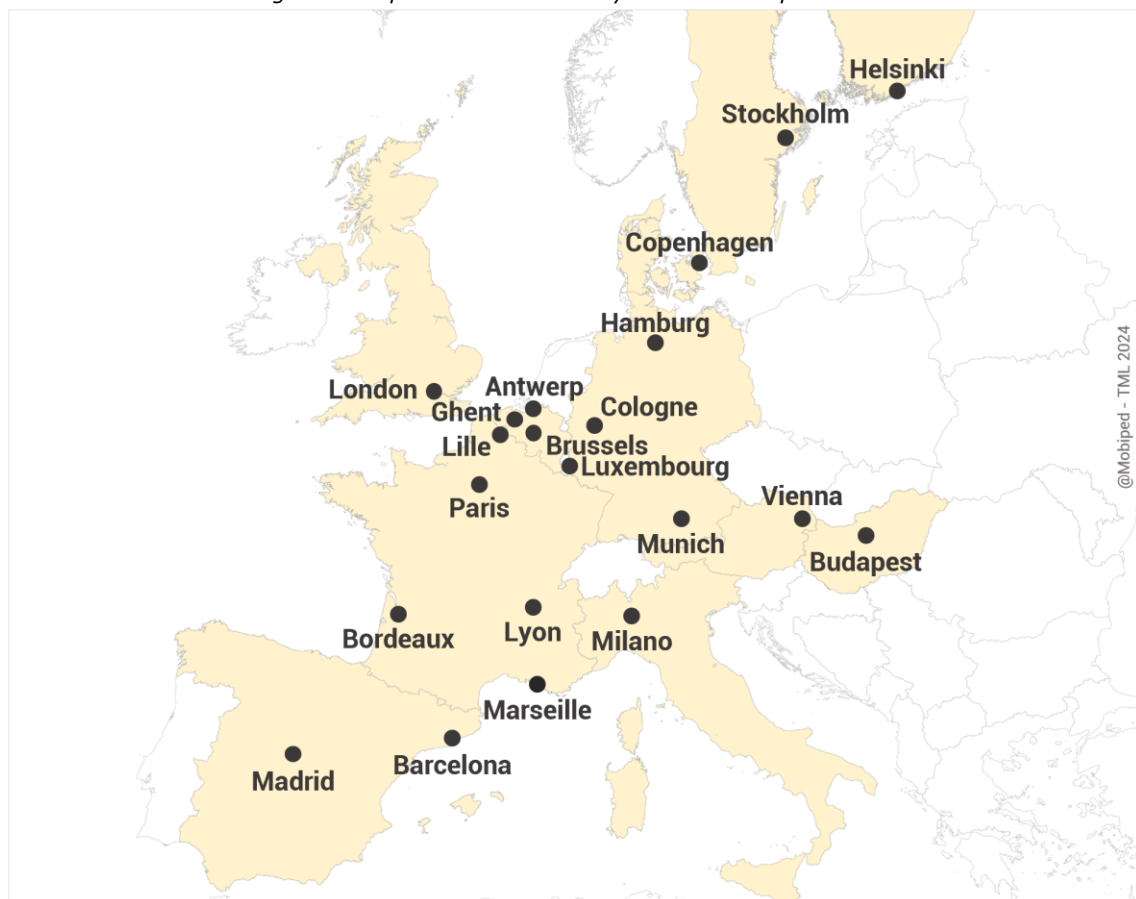 Helsinki
Stockholm
Copenhagen
Hamburg
London
Antwerp
Ghent
Cologne
Lille
Brussels
Luxembourg
Paris
Vienna
Munich
Budapest
Bordeaux
Lyon
Milano
Marseille
Barcelona
Madrid
@Mobiped - TML 2024